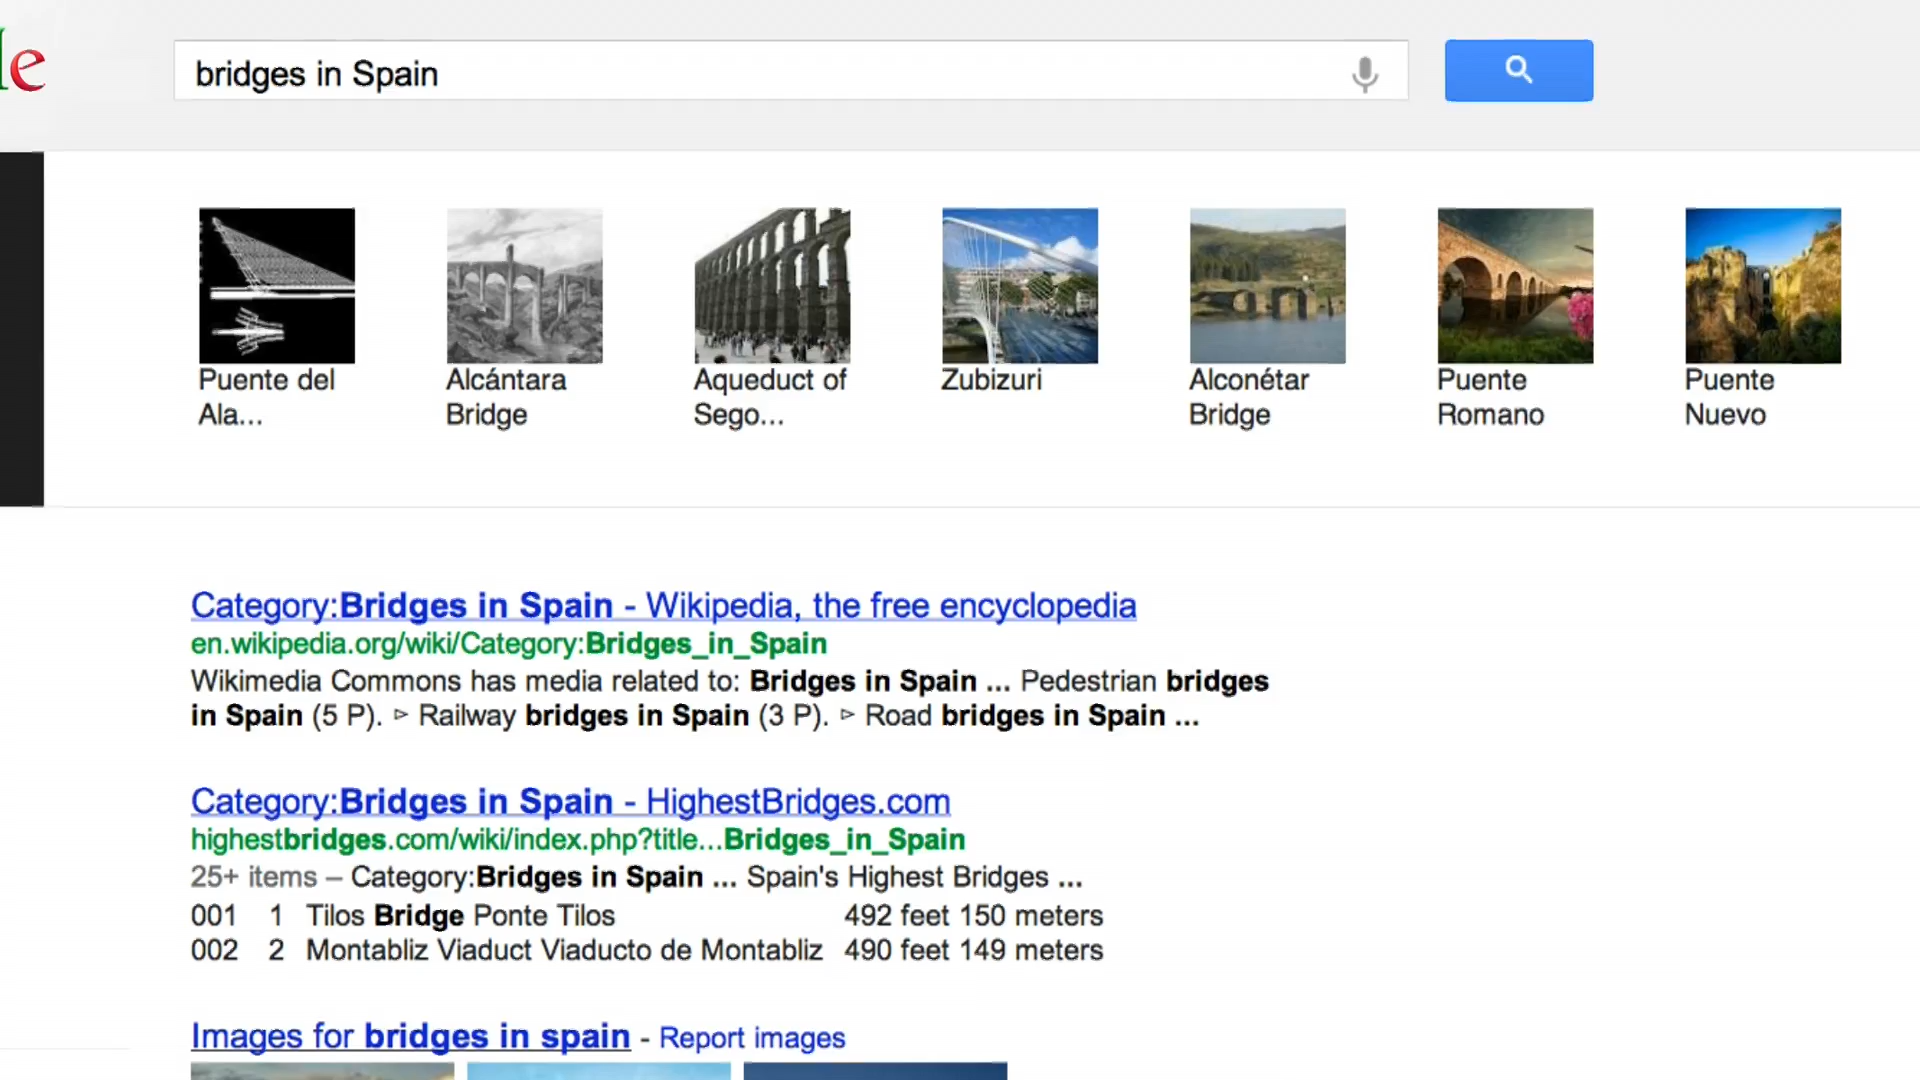 le
bridges in Spain
Puente del Ala...
Alcántara Bridge
Aqueduct of Sego...
Zubizuri
Alconétar Bridge
Puente Romano
Puente Nuevo
Category:Bridges in Spain - Wikipedia, the free encyclopedia
en.wikipedia.org/wiki/Category:Bridges_in_Spain
Wikimedia Commons has media related to: Bridges in Spain ... Pedestrian bridges
in Spain (5 P). ▹ Railway bridges in Spain (3 P). ▹ Road bridges in Spain ...
Category:Bridges in Spain - HighestBridges.com
highestbridges.com/wiki/index.php?title...Bridges_in_Spain
25+ items – Category:Bridges in Spain ... Spain's Highest Bridges ...
001 1 Tilos Bridge Ponte Tilos 492 feet 150 meters
002 2 Montabliz Viaduct Viaducto de Montabliz 490 feet 149 meters
Images for bridges in spain - Report images